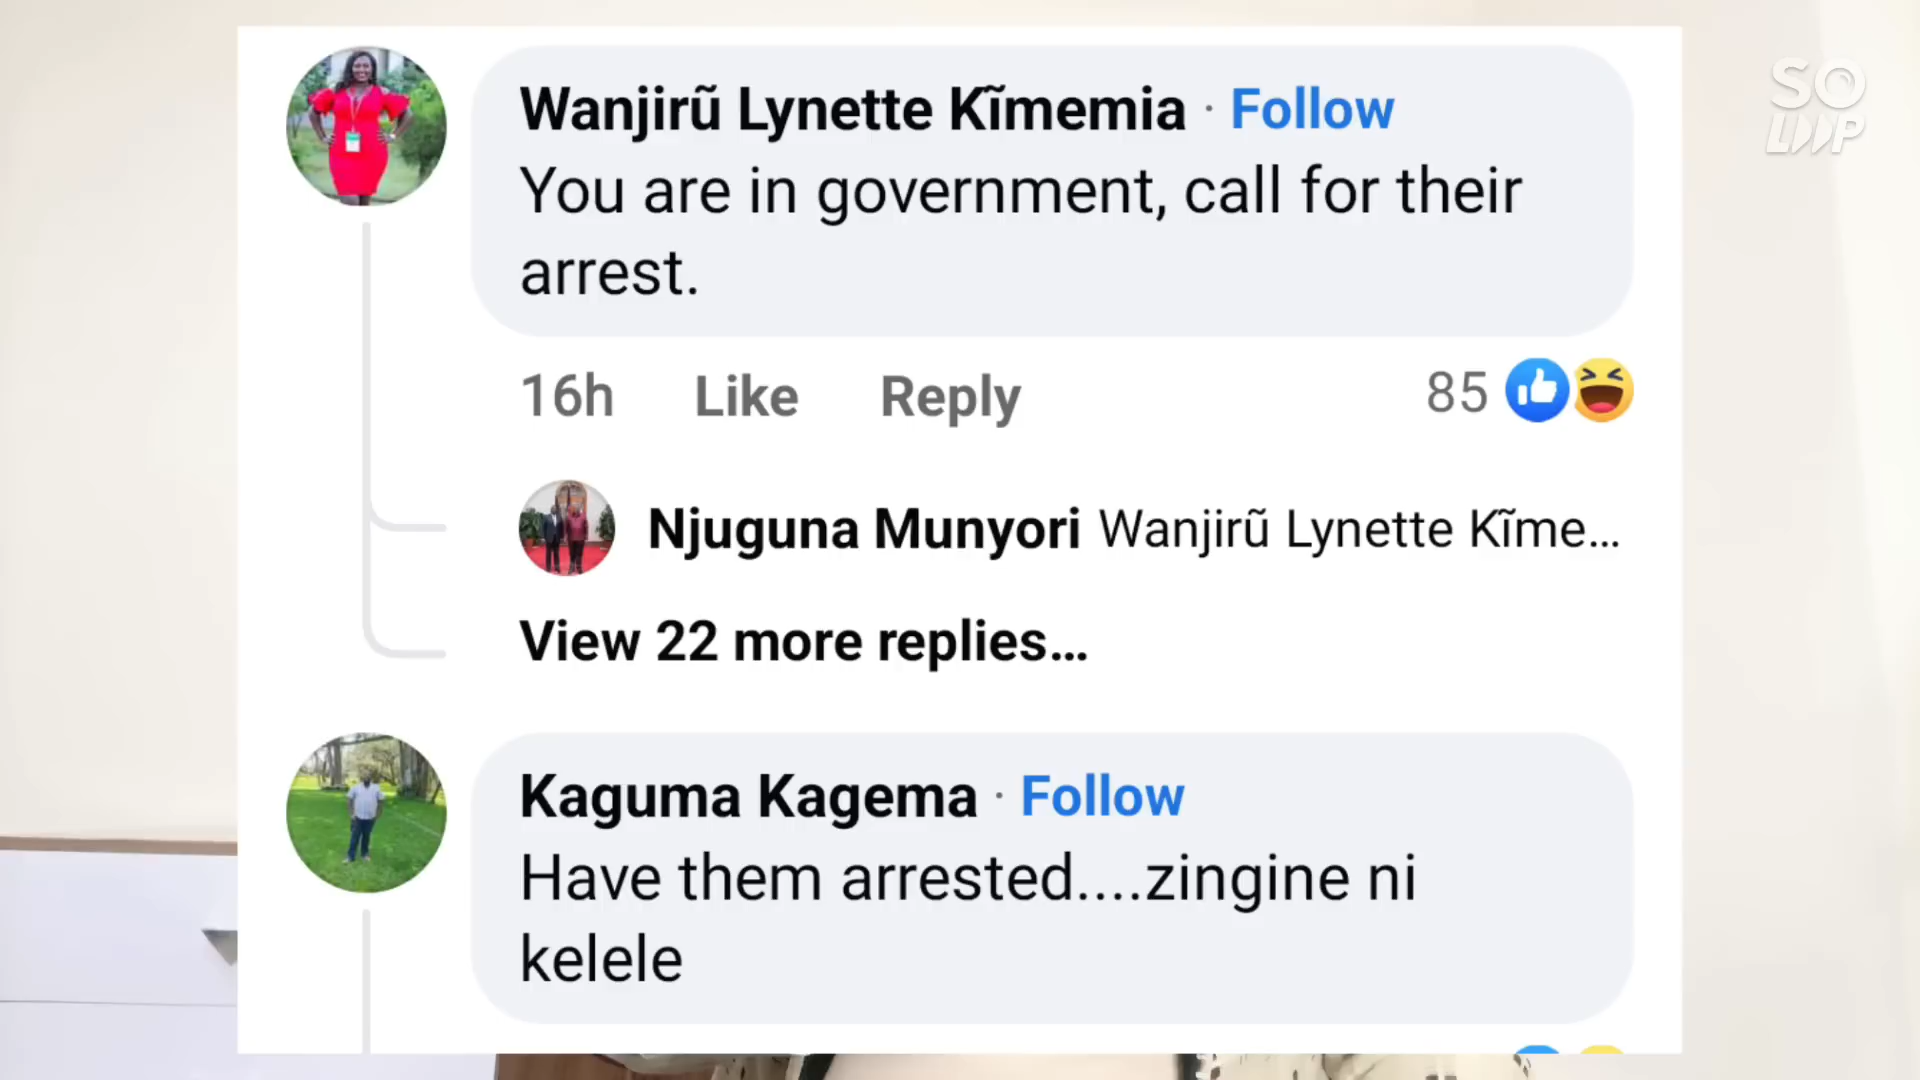 Wanjirũ Lynette Kĩmemia · Follow
You are in government, call for their
arrest.
16h Like Reply 85
Njuguna Munyori Wanjirũ Lynette Kĩme...
View 22 more replies...
Kaguma Kagema · Follow
Have them arrested....zingine ni
kelele
SO
LOOP